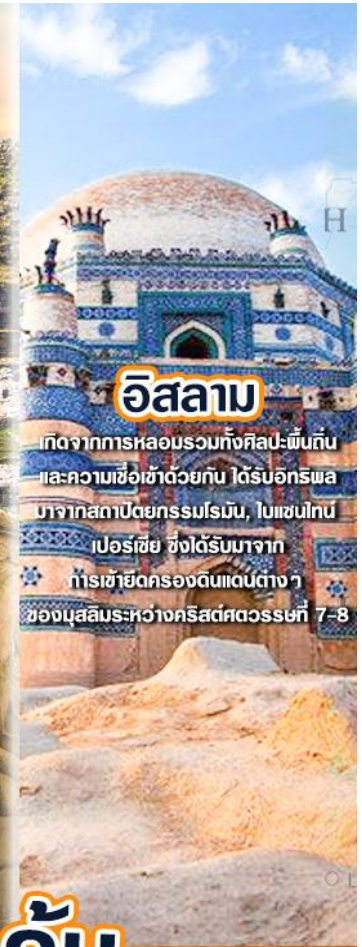 H
อิสลาม
เกิดจากการหลอมรวมทั้งศิลปะพื้นถิ่น
และความเชื่อเข้าด้วยกัน ได้รับอิทธิพล
มาจากสถาปัตยกรรมโรมัน, ไบแซนไทน์
เปอร์เซีย ซึ่งได้รับมาจาก
การเข้ายึดครองดินแดนต่างๆ
ของมุสลิมระหว่างคริสต์ศตวรรษที่ 7-8
OL